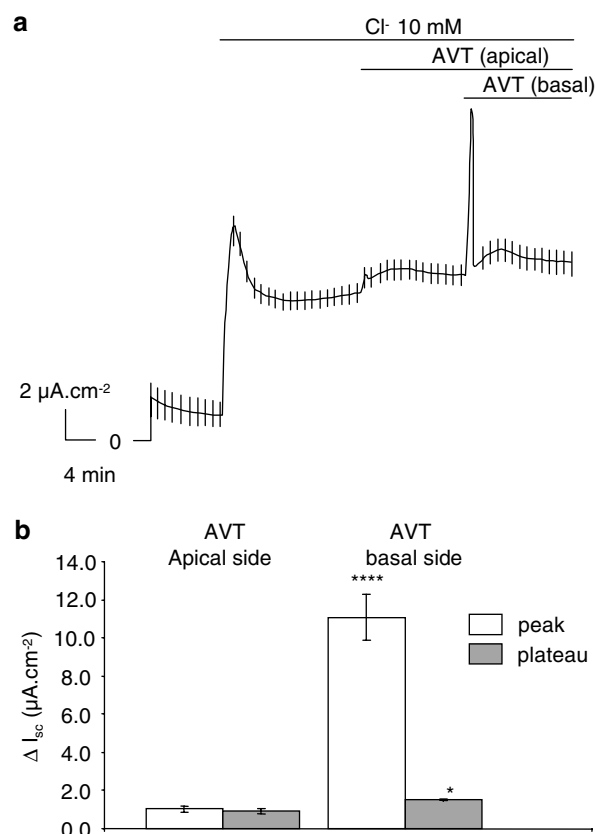 a
Cl- 10 mM
AVT (apical)
AVT (basal)
2 µA.cm-2
0
4 min
b
AVT
Apical side
AVT
basal side
14.0
12.0
10.0
8.0
6.0
4.0
2.0
0.0
Δ Isc (µA.cm-2)
****
*
peak
plateau